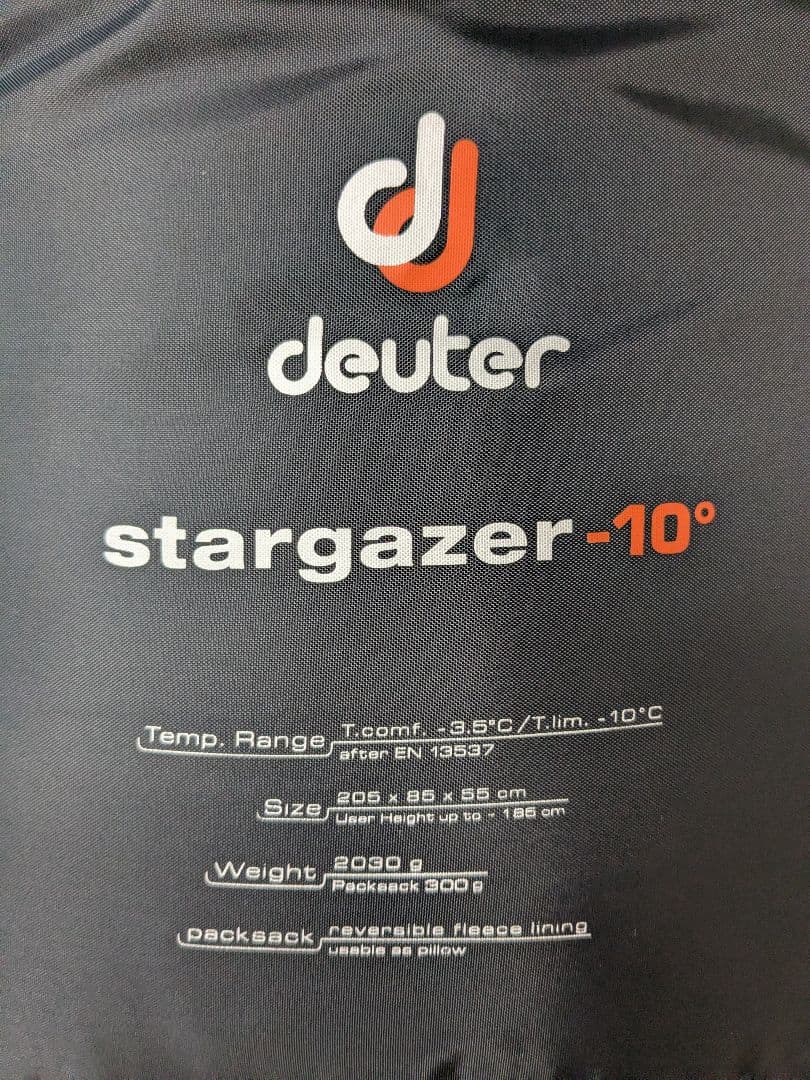 deuter
stargazer -10°
Temp. Range T.comf. -3.5°C/T.lim. -10°C
after EN 13537
Size 205 x 85 x 55 cm
User Height up to ~ 185 cm
Weight 2030 g
Packsack 300 g
packsack reversible fleece lining
usable as pillow